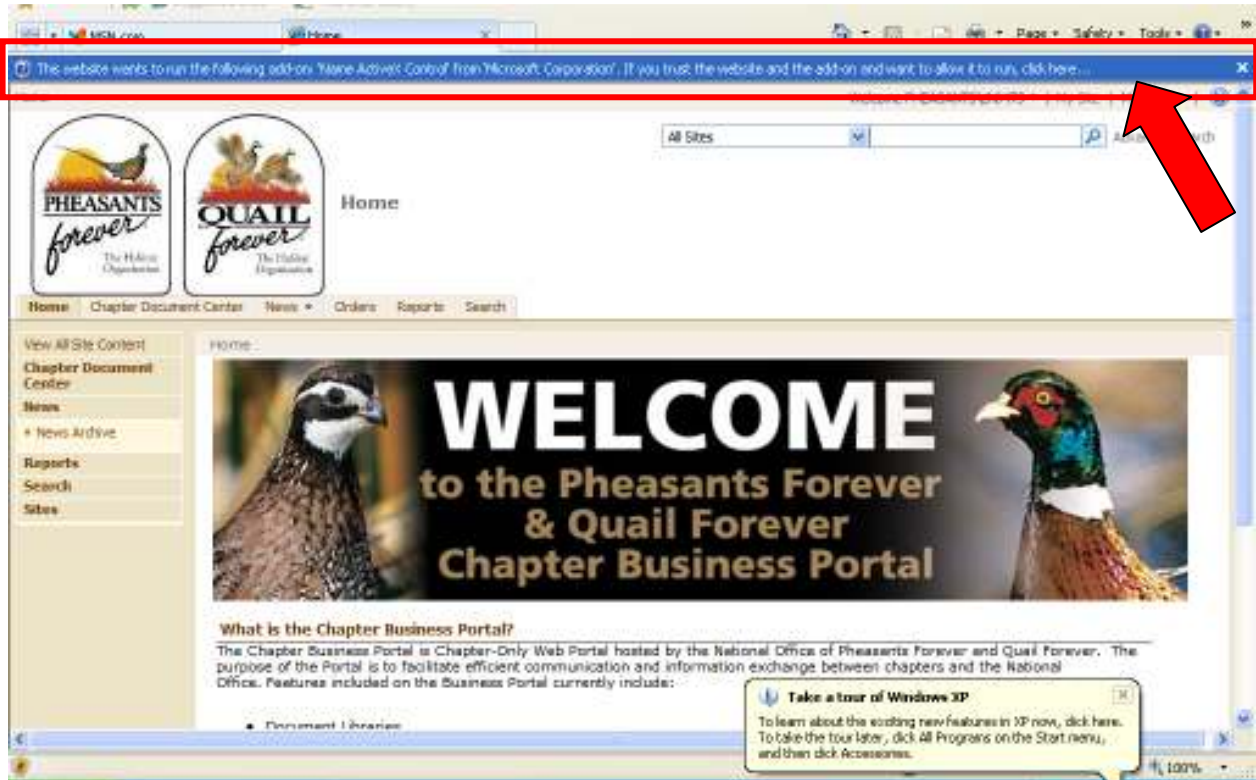 MSN.com
Home
Page
Safety
Tools
This website wants to run the following add-on: 'Name ActiveX Control' from 'Microsoft Corporation'. If you trust the website and the add-on and want to allow it to run, click here...
All Sites
PHEASANTS
forever
The Habitat
Organization
QUAIL
forever
The Habitat
Organization
Home
Home Chapter Document Center News Orders Reports Search
View All Site Content
Chapter Document
Center
News
News Archive
Reports
Search
Sites
Home
WELCOME
to the Pheasants Forever
& Quail Forever
Chapter Business Portal
What is the Chapter Business Portal?
The Chapter Business Portal is Chapter-Only Web Portal hosted by the National Office of Pheasants Forever and Quail Forever. The
purpose of the Portal is to facilitate efficient communication and information exchange between chapters and the National
Office. Features included on the Business Portal currently include:
• Document Libraries
Take a tour of Windows XP
To learn about the exciting new features in XP now, click here.
To take the tour later, click All Programs on the Start menu,
and then click Accessories.
100%